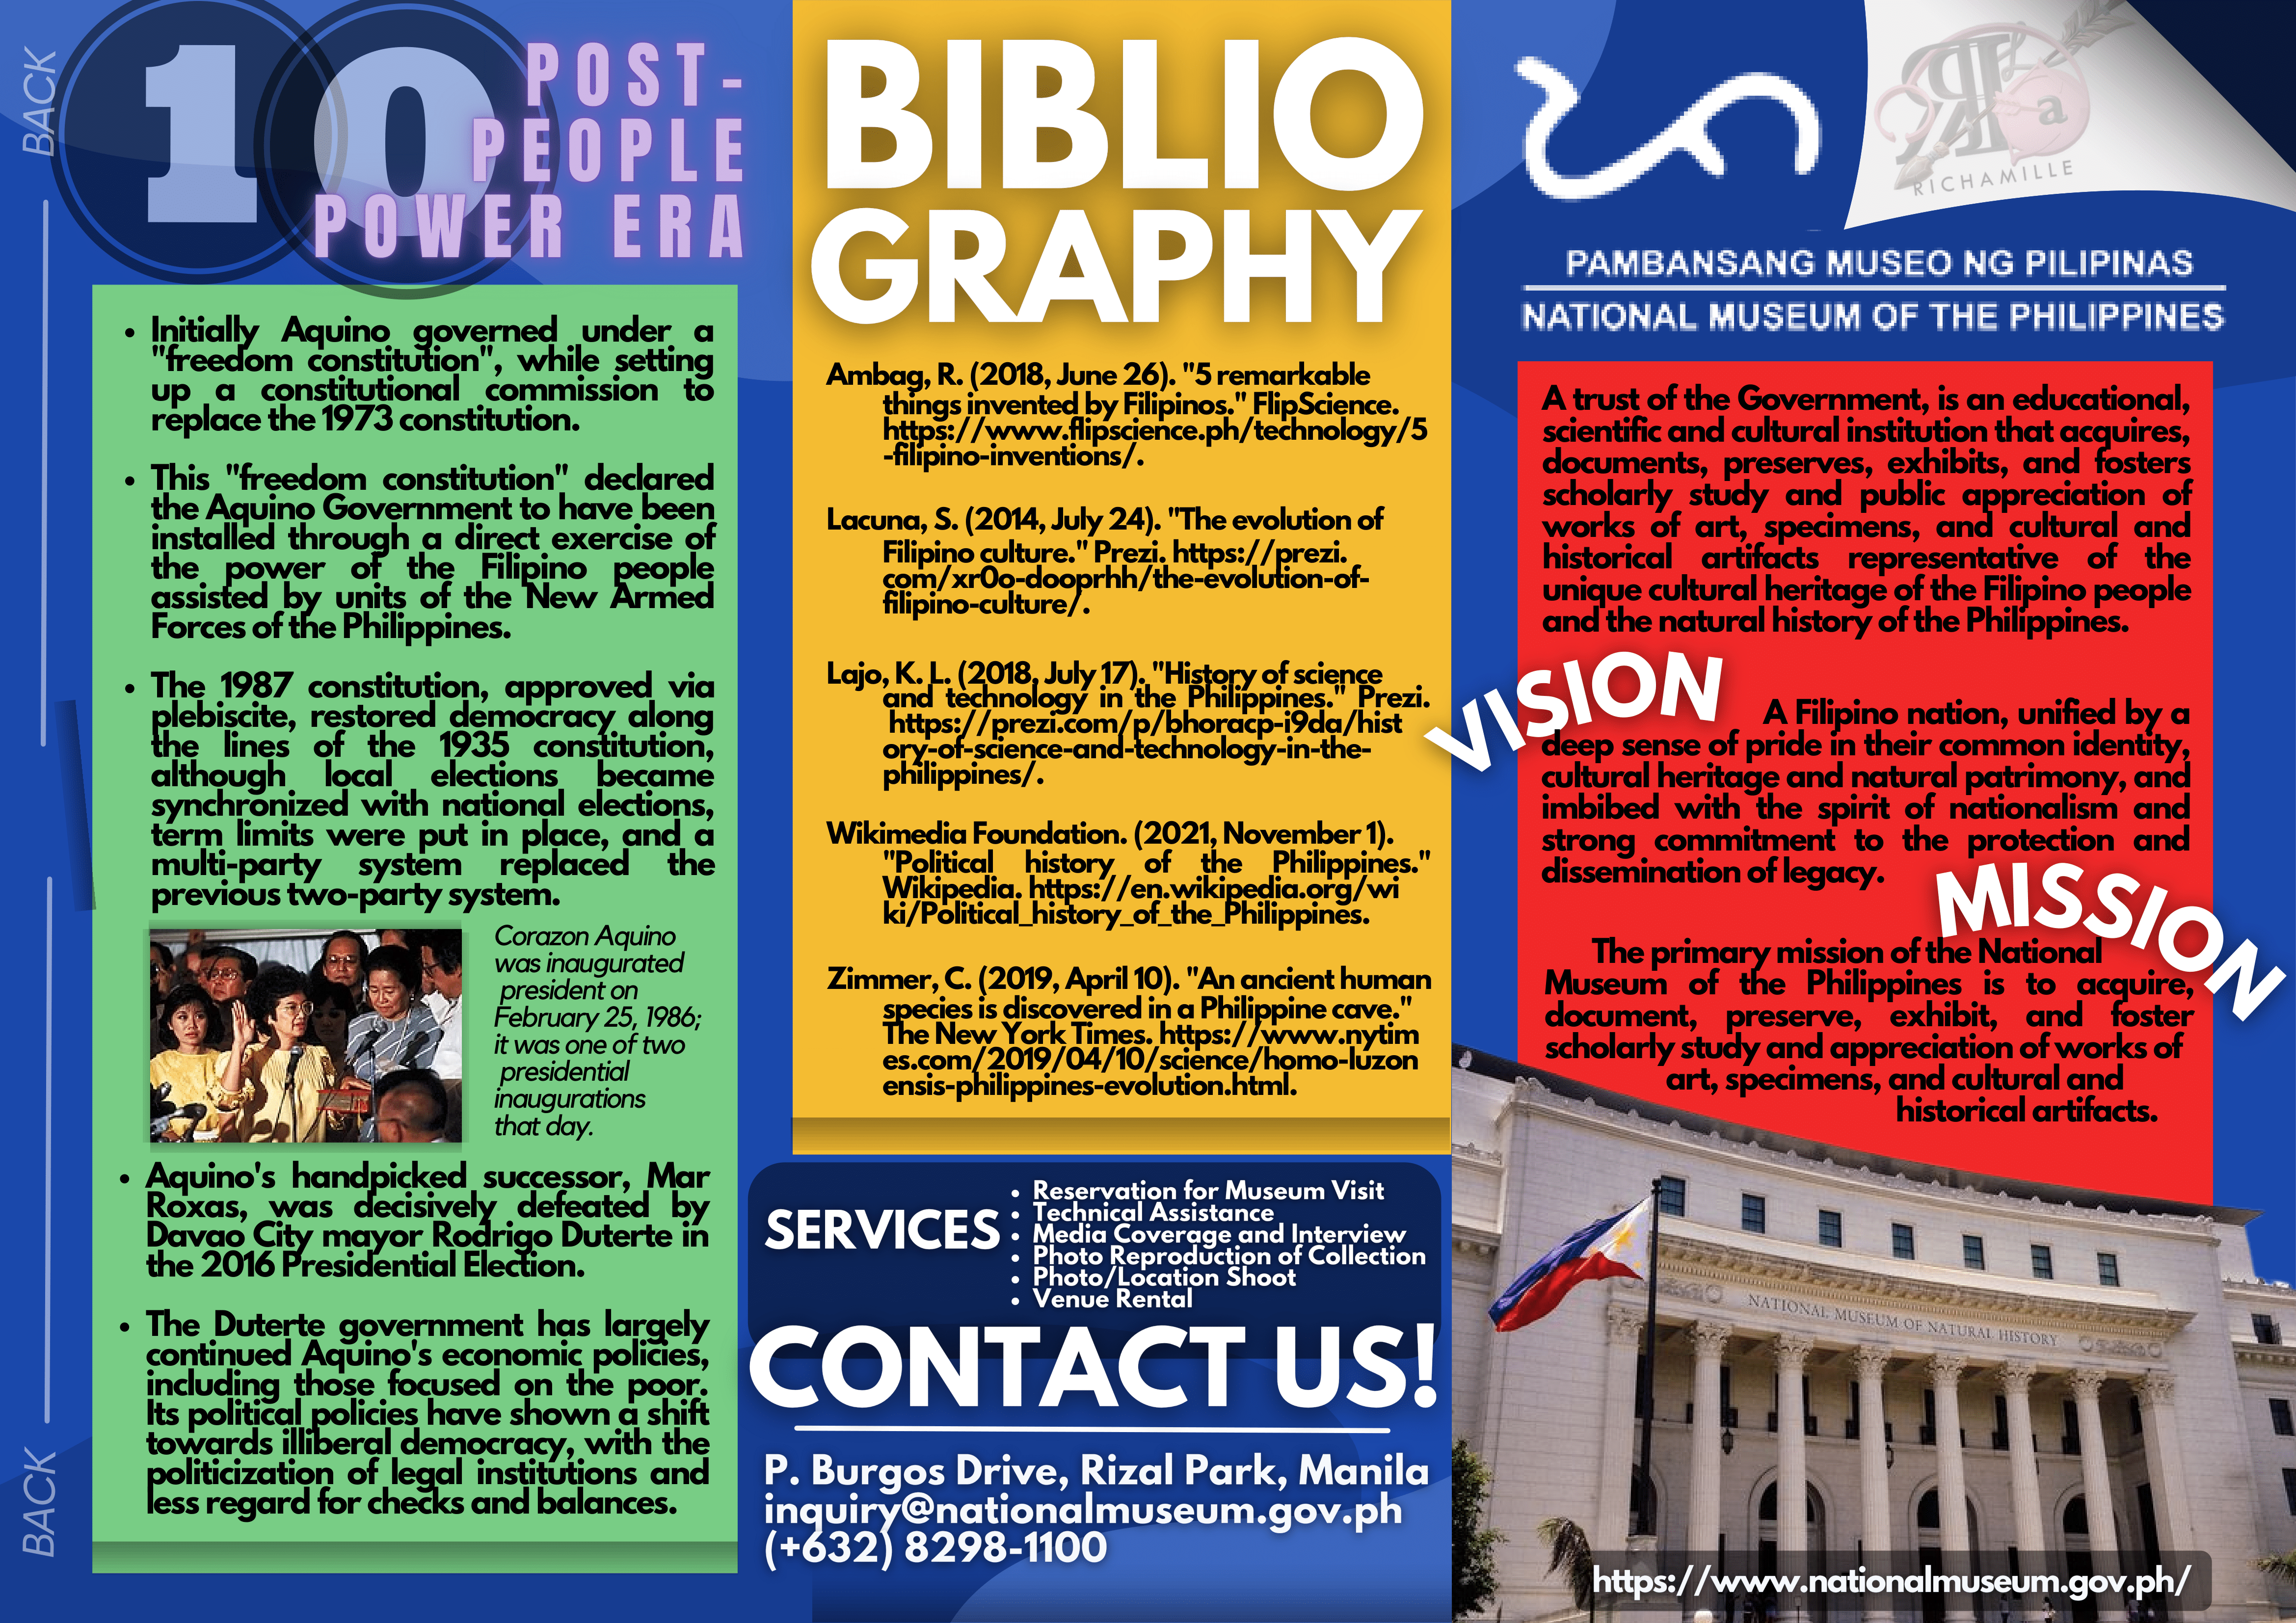 BACK
BACK
10
POST-
PEOPLE
POWER ERA
• Initially Aquino governed under a
"freedom constitution", while setting
up a constitutional commission to
replace the 1973 constitution.
• This "freedom constitution" declared
the Aquino Government to have been
installed through a direct exercise of
the power of the Filipino people
assisted by units of the New Armed
Forces of the Philippines.
• The 1987 constitution, approved via
plebiscite, restored democracy along
the lines of the 1935 constitution,
although local elections became
synchronized with national elections,
term limits were put in place, and a
multi-party system replaced the
previous two-party system.
Corazon Aquino
was inaugurated
president on
February 25, 1986;
it was one of two
presidential
inaugurations
that day.
• Aquino's handpicked successor, Mar
Roxas, was decisively defeated by
Davao City mayor Rodrigo Duterte in
the 2016 Presidential Election.
• The Duterte government has largely
continued Aquino's economic policies,
including those focused on the poor.
Its political policies have shown a shift
towards illiberal democracy, with the
politicization of legal institutions and
less regard for checks and balances.
BIBLIO
GRAPHY
Ambag, R. (2018, June 26). "5 remarkable
things invented by Filipinos." FlipScience.
https://www.flipscience.ph/technology/5
-filipino-inventions/.
Lacuna, S. (2014, July 24). "The evolution of
Filipino culture." Prezi. https://prezi.
com/xr0o-dooprhh/the-evolution-of-
filipino-culture/.
Lajo, K. L. (2018, July 17). "History of science
and technology in the Philippines." Prezi.
https://prezi.com/p/bhoracp-i9da/hist
ory-of-science-and-technology-in-the-
philippines/.
Wikimedia Foundation. (2021, November 1).
"Political history of the Philippines."
Wikipedia. https://en.wikipedia.org/wi
ki/Political_history_of_the_Philippines.
Zimmer, C. (2019, April 10). "An ancient human
species is discovered in a Philippine cave."
The New York Times. https://www.nytim
es.com/2019/04/10/science/homo-luzon
ensis-philippines-evolution.html.
SERVICES
• Reservation for Museum Visit
• Technical Assistance
• Media Coverage and Interview
• Photo Reproduction of Collection
• Photo/Location Shoot
• Venue Rental
CONTACT US!
P. Burgos Drive, Rizal Park, Manila
inquiry@nationalmuseum.gov.ph
(+632) 8298-1100
RICHAMILLE
PAMBANSANG MUSEO NG PILIPINAS
NATIONAL MUSEUM OF THE PHILIPPINES
A trust of the Government, is an educational,
scientific and cultural institution that acquires,
documents, preserves, exhibits, and fosters
scholarly study and public appreciation of
works of art, specimens, and cultural and
historical artifacts representative of the
unique cultural heritage of the Filipino people
and the natural history of the Philippines.
VISION
A Filipino nation, unified by a
deep sense of pride in their common identity,
cultural heritage and natural patrimony, and
imbibed with the spirit of nationalism and
strong commitment to the protection and
dissemination of legacy.
MISSION
The primary mission of the National
Museum of the Philippines is to acquire,
document, preserve, exhibit, and foster
scholarly study and appreciation of works of
art, specimens, and cultural and
historical artifacts.
NATIONAL MUSEUM OF NATURAL HISTORY
https://www.nationalmuseum.gov.ph/